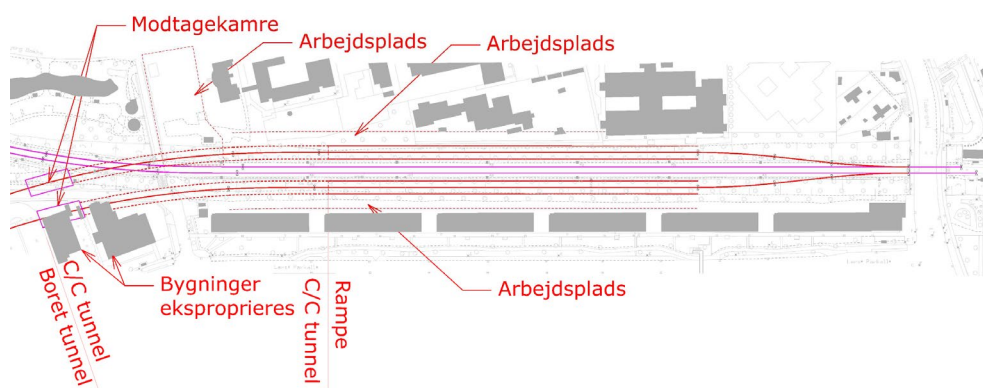 Modtagekamre
Arbejdsplads
Arbejdsplads
Bygninger
eksproprieres
Arbejdsplads
C/C tunnel
Boret tunnel
Rampe
C/C tunnel